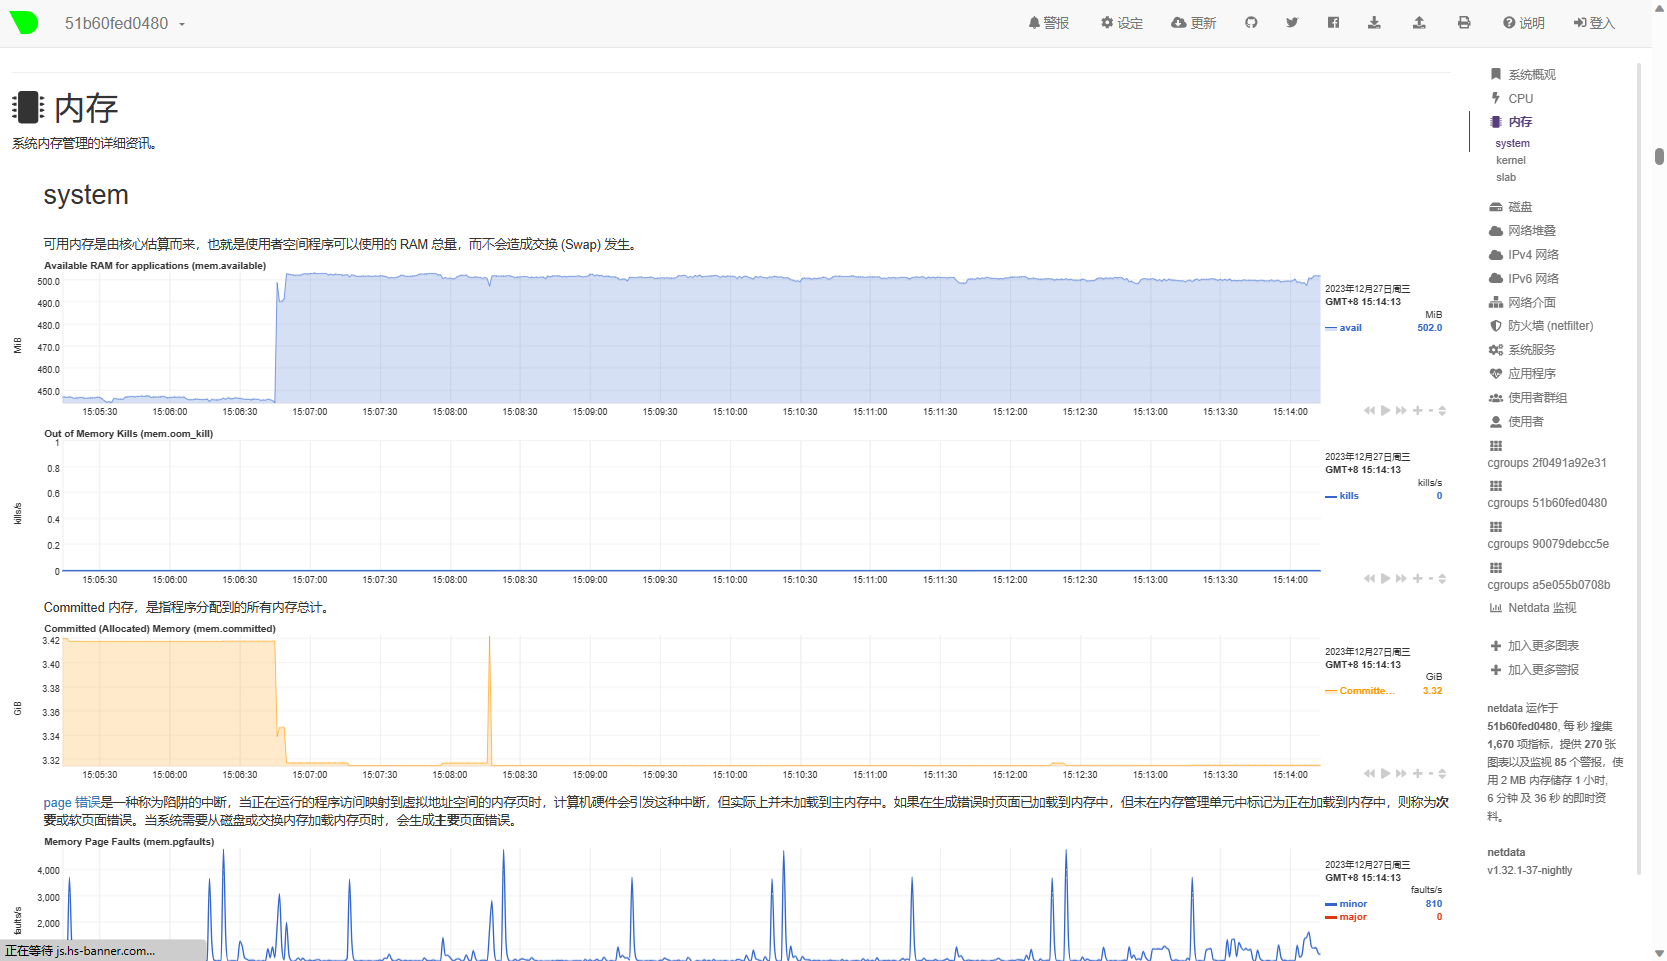 51b60fed0480
警报
设定
更新
说明
登入
内存
系统内存管理的详细资讯。
system
可用内存是由核心估算而来，也就是使用者空间程序可以使用的 RAM 总量，而不会造成交换 (Swap) 发生。
Available RAM for applications (mem.available)
MiB
500.0
490.0
480.0
470.0
460.0
450.0
15:05:30 15:06:00 15:06:30 15:07:00 15:07:30 15:08:00 15:08:30 15:09:00 15:09:30 15:10:00 15:10:30 15:11:00 15:11:30 15:12:00 15:12:30 15:13:00 15:13:30 15:14:00
2023年12月27日周三
GMT+8 15:14:13
MiB
avail 502.0
Out of Memory Kills (mem.oom_kill)
kills/s
1
0.8
0.6
0.4
0.2
0
15:05:30 15:06:00 15:06:30 15:07:00 15:07:30 15:08:00 15:08:30 15:09:00 15:09:30 15:10:00 15:10:30 15:11:00 15:11:30 15:12:00 15:12:30 15:13:00 15:13:30 15:14:00
2023年12月27日周三
GMT+8 15:14:13
kills/s
kills 0
Committed 内存，是指程序分配到的所有内存总计。
Committed (Allocated) Memory (mem.committed)
GiB
3.42
3.40
3.38
3.36
3.34
3.32
15:05:30 15:06:00 15:06:30 15:07:00 15:07:30 15:08:00 15:08:30 15:09:00 15:09:30 15:10:00 15:10:30 15:11:00 15:11:30 15:12:00 15:12:30 15:13:00 15:13:30 15:14:00
2023年12月27日周三
GMT+8 15:14:13
GiB
Committe... 3.32
page 错误是一种称为陷阱的中断，当正在运行的程序访问映射到虚拟地址空间的内存页时，计算机硬件会引发这种中断，但实际上并未加载到主内存中。如果在生成错误时页面已加载到内存中，但未在内存管理单元中标记为正在加载到内存中，则称为次
要或软页面错误。当系统需要从磁盘或交换内存加载内存页时，会生成主要页面错误。
Memory Page Faults (mem.pgfaults)
faults/s
4,000
3,000
2,000
2023年12月27日周三
GMT+8 15:14:13
faults/s
minor 810
major 0
正在等待 js.hs-banner.com...
系统概观
CPU
内存
system
kernel
slab
磁盘
网络堆叠
IPv4 网络
IPv6 网络
网络介面
防火墙 (netfilter)
系统服务
应用程序
使用者群组
使用者
cgroups 2f0491a92e31
cgroups 51b60fed0480
cgroups 90079debcc5e
cgroups a5e055b0708b
Netdata 监视
加入更多图表
加入更多警报
netdata 运作于
51b60fed0480, 每 秒 搜集
1,670 项指标，提供 270 张
图表以及监视 85 个警报，使
用 2 MB 内存储存 1 小时,
6 分钟 及 36 秒 的即时资
料。
netdata
v1.32.1-37-nightly